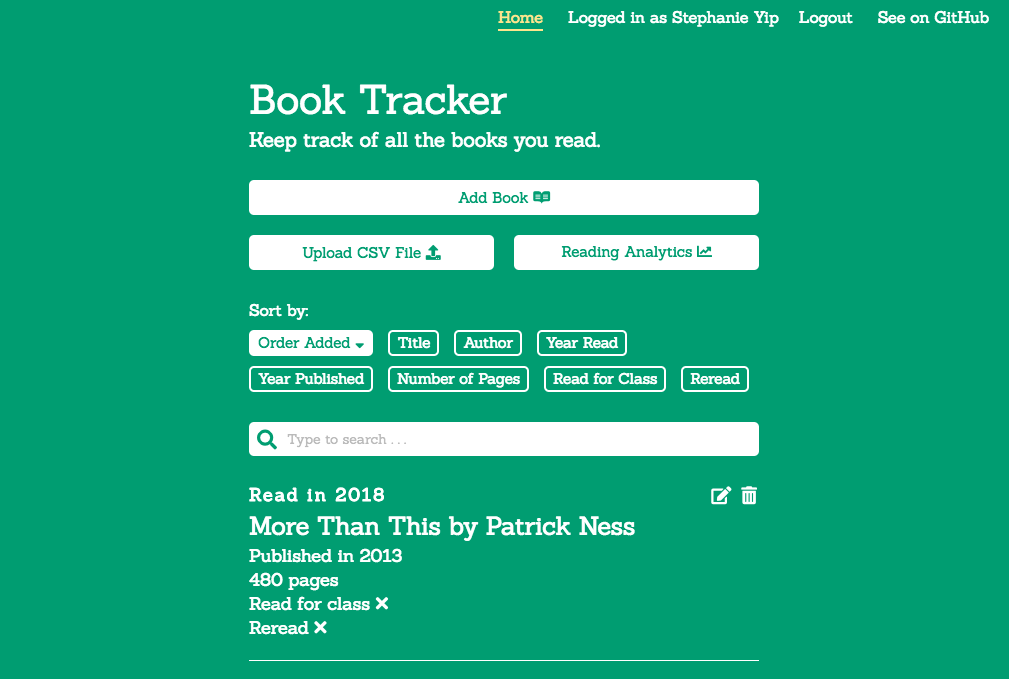 Home Logged in as Stephanie Yip Logout See on GitHub
Book Tracker
Keep track of all the books you read.
Add Book
Upload CSV File Reading Analytics
Sort by:
Order Added Title Author Year Read
Year Published Number of Pages Read for Class Reread
Type to search . . .
Read in 2018
More Than This by Patrick Ness
Published in 2013
480 pages
Read for class
Reread